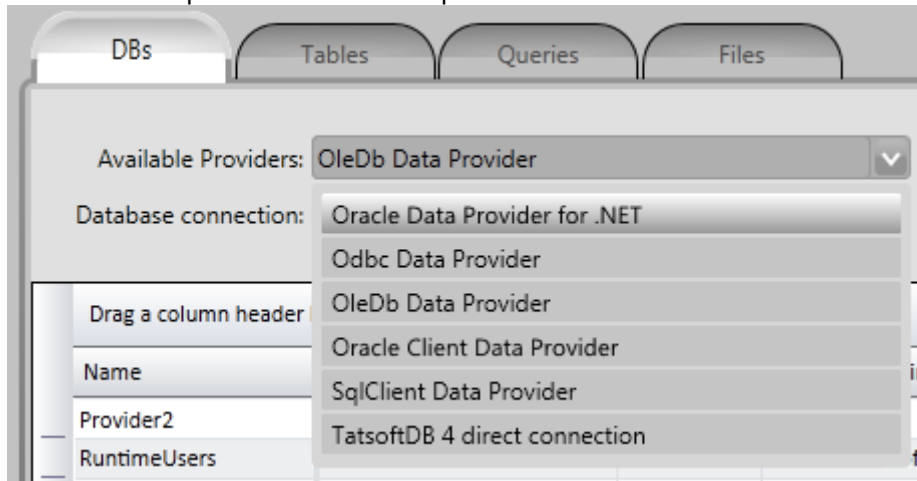 DBs Tables Queries Files
Available Providers: OleDb Data Provider
Database connection: Oracle Data Provider for .NET
Odbc Data Provider
OleDb Data Provider
Drag a column header
Oracle Client Data Provider
Name
SqlClient Data Provider
Provider2
TatsoftDB 4 direct connection
RuntimeUsers